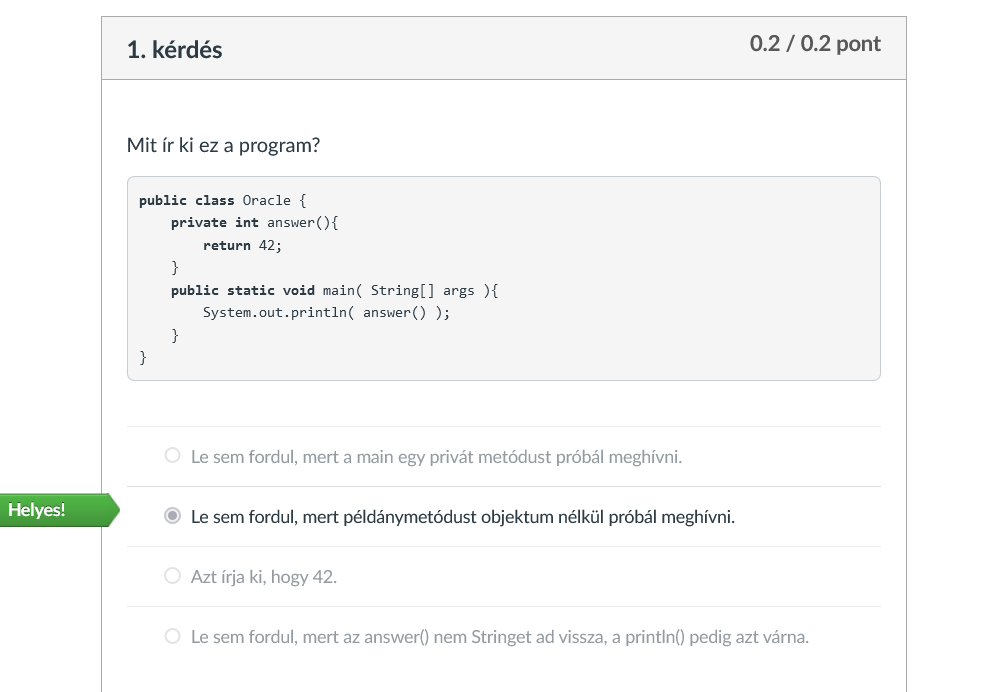 1. kérdés
0.2 / 0.2 pont
Mit ír ki ez a program?
public class Oracle {
    private int answer(){
        return 42;
    }
    public static void main( String[] args ){
        System.out.println( answer() );
    }
}
Le sem fordul, mert a main egy privát metódust próbál meghívni.
Helyes!
Le sem fordul, mert példánymetódust objektum nélkül próbál meghívni.
Azt írja ki, hogy 42.
Le sem fordul, mert az answer() nem Stringet ad vissza, a println() pedig azt várna.